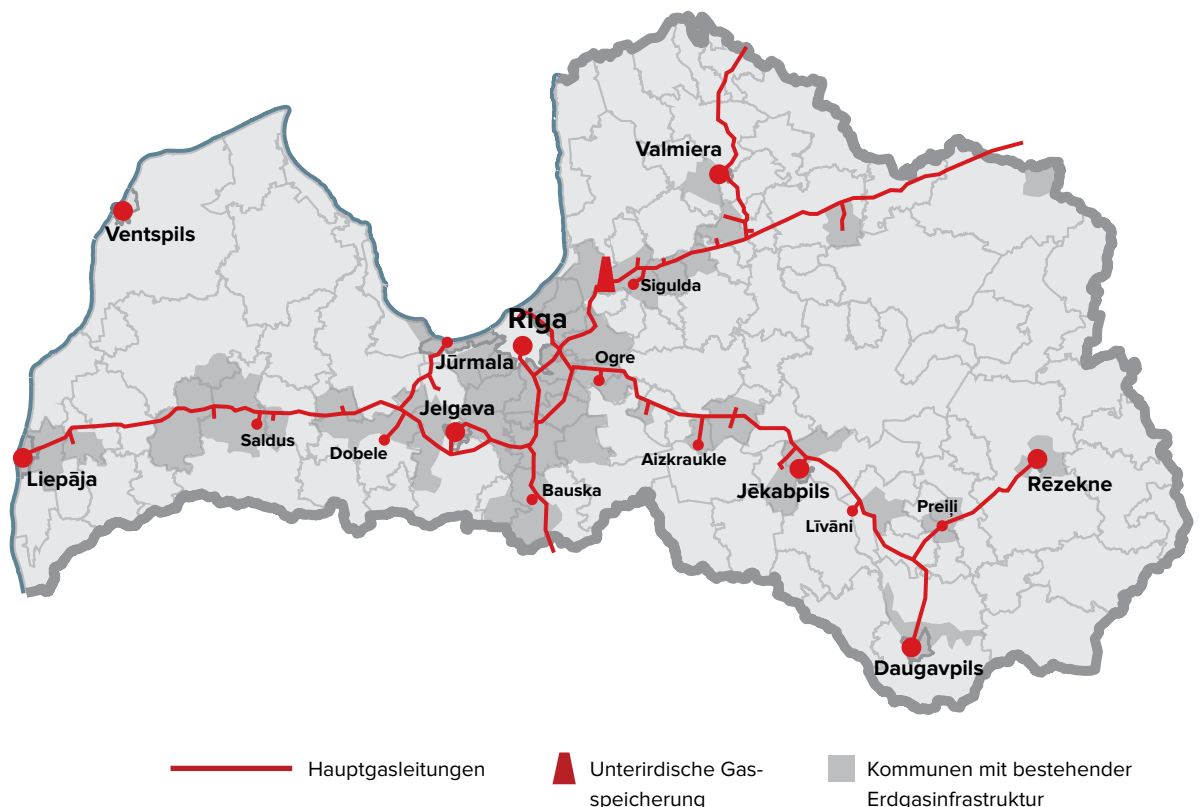 Valmiera
Ventspils
Sigulda
Riga
Jūrmala
Ogre
Jelgava
Saldus
Dobele
Liepāja
Aizkraukle
Bauska
Jēkabpils
Rēzekne
Preiļi
Līvāni
Daugavpils
Hauptgasleitungen
Unterirdische Gas-
speicherung
Kommunen mit bestehender
Erdgasinfrastruktur